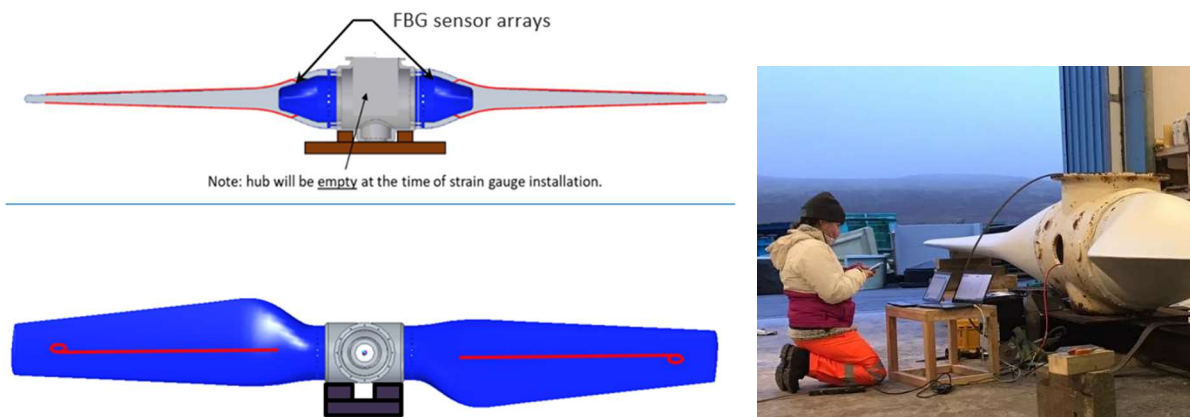 FBG sensor arrays
Note: hub will be empty at the time of strain gauge installation.